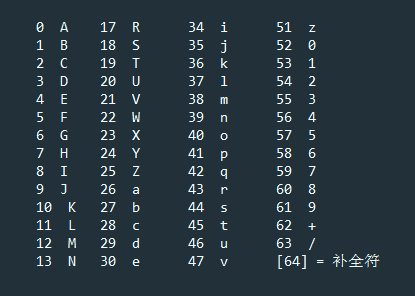 0 A 17 R 34 i 51 z
1 B 18 S 35 j 52 0
2 C 19 T 36 k 53 1
3 D 20 U 37 l 54 2
4 E 21 V 38 m 55 3
5 F 22 W 39 n 56 4
6 G 23 X 40 o 57 5
7 H 24 Y 41 p 58 6
8 I 25 Z 42 q 59 7
9 J 26 a 43 r 60 8
10 K 27 b 44 s 61 9
11 L 28 c 45 t 62 +
12 M 29 d 46 u 63 /
13 N 30 e 47 v [64] = 补全符